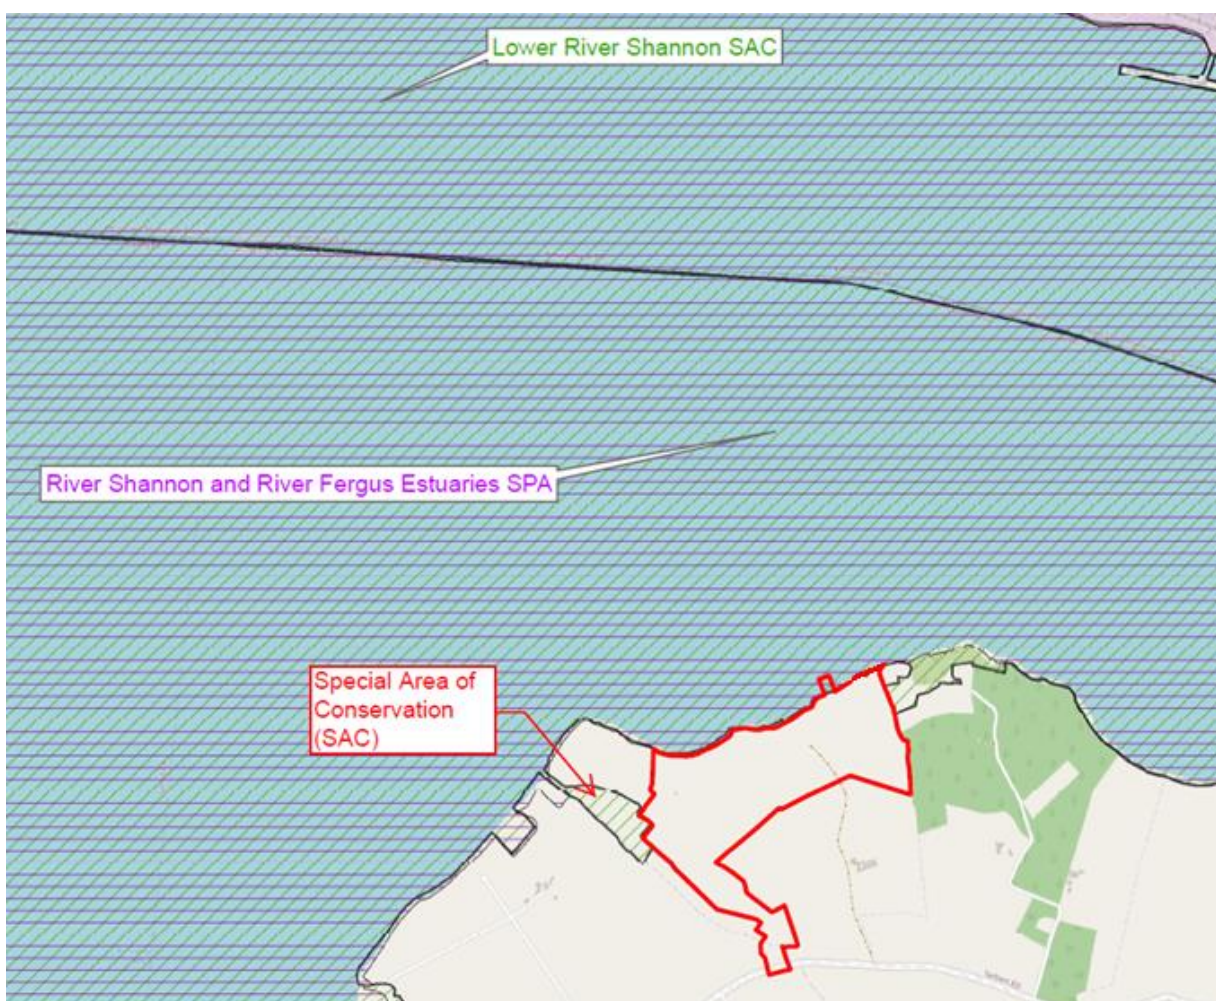 Lower River Shannon SAC
River Shannon and River Fergus Estuaries SPA
Special Area of
Conservation
(SAC)